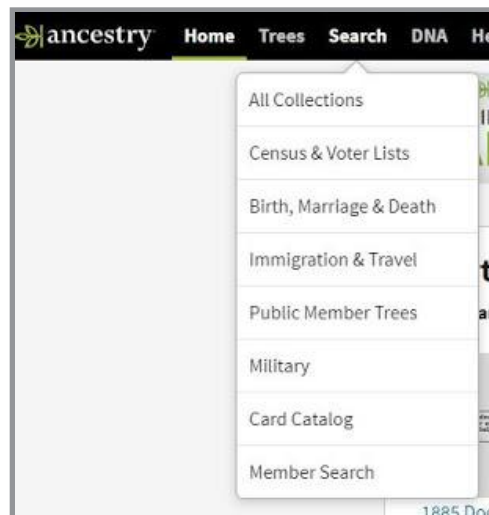 ancestry Home Trees Search DNA
All Collections
Census & Voter Lists
Birth, Marriage & Death
Immigration & Travel
Public Member Trees
Military
Card Catalog
Member Search
1885